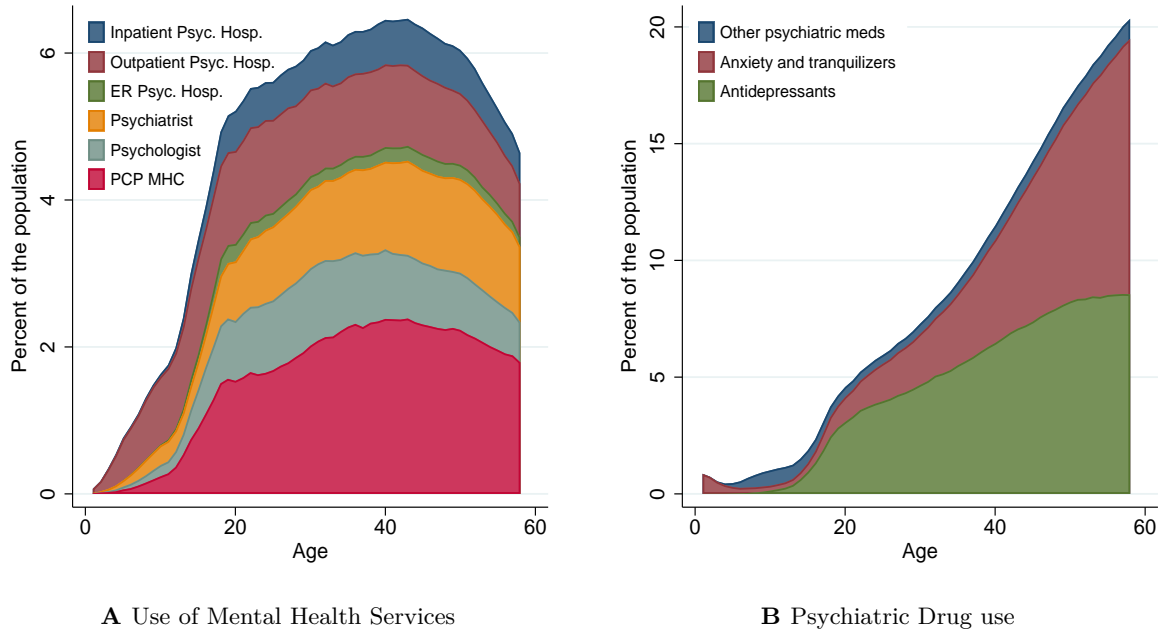 Percent of the population
6
4
2
0
Inpatient Psyc. Hosp.
Outpatient Psyc. Hosp.
ER Psyc. Hosp.
Psychiatrist
Psychologist
PCP MHC
0 20 40 60
Age
A Use of Mental Health Services
Percent of the population
20
15
10
5
0
Other psychiatric meds
Anxiety and tranquilizers
Antidepressants
0 20 40 60
Age
B Psychiatric Drug use